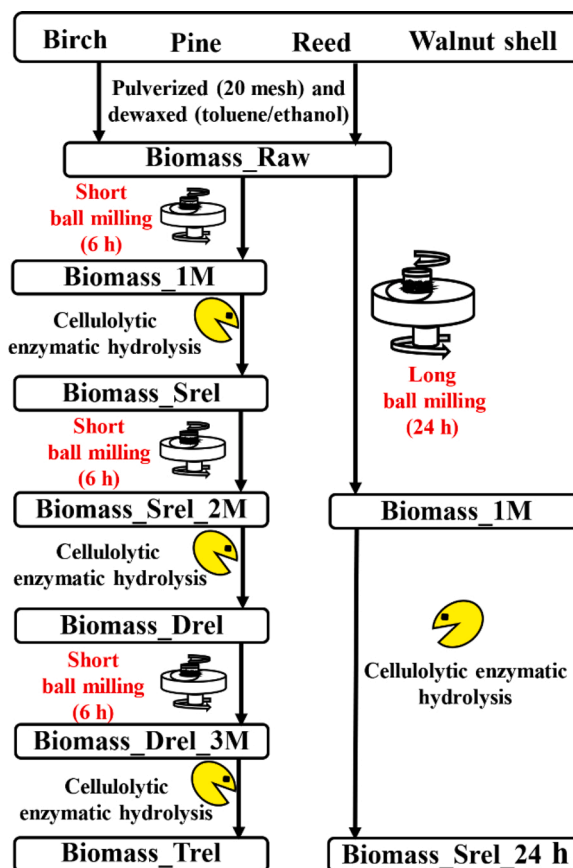 Birch Pine Reed Walnut shell
Pulverized (20 mesh) and
dewaxed (toluene/ethanol)
Biomass_Raw
Short
ball milling
(6 h)
Biomass_1M
Cellulolytic
enzymatic hydrolysis
Biomass_Srel
Short
ball milling
(6 h)
Biomass_Srel_2M
Cellulolytic
enzymatic hydrolysis
Biomass_Drel
Short
ball milling
(6 h)
Biomass_Drel_3M
Cellulolytic
enzymatic hydrolysis
Biomass_Trel
Long
ball milling
(24 h)
Biomass_1M
Cellulolytic enzymatic
hydrolysis
Biomass_Srel_24 h